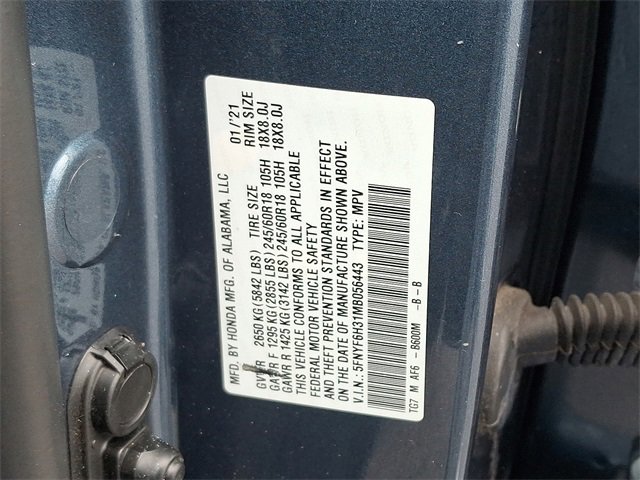 MFD. BY HONDA MFG. OF ALABAMA, LLC 01/'21
GVWR 2650 KG (5842 LBS) TIRE SIZE RIM SIZE
GAWR F 1295 KG (2855 LBS) 245/60R18 105H 18X8.0J
GAWR R 1425 KG (3142 LBS) 245/60R18 105H 18X8.0J
THIS VEHICLE CONFORMS TO ALL APPLICABLE
FEDERAL MOTOR VEHICLE SAFETY
AND THEFT PREVENTION STANDARDS IN EFFECT
ON THE DATE OF MANUFACTURE SHOWN ABOVE.
V.I.N.: 5FNYF6H31MB056443 TYPE: MPV
TG7 M AF6 -B600M -B-B